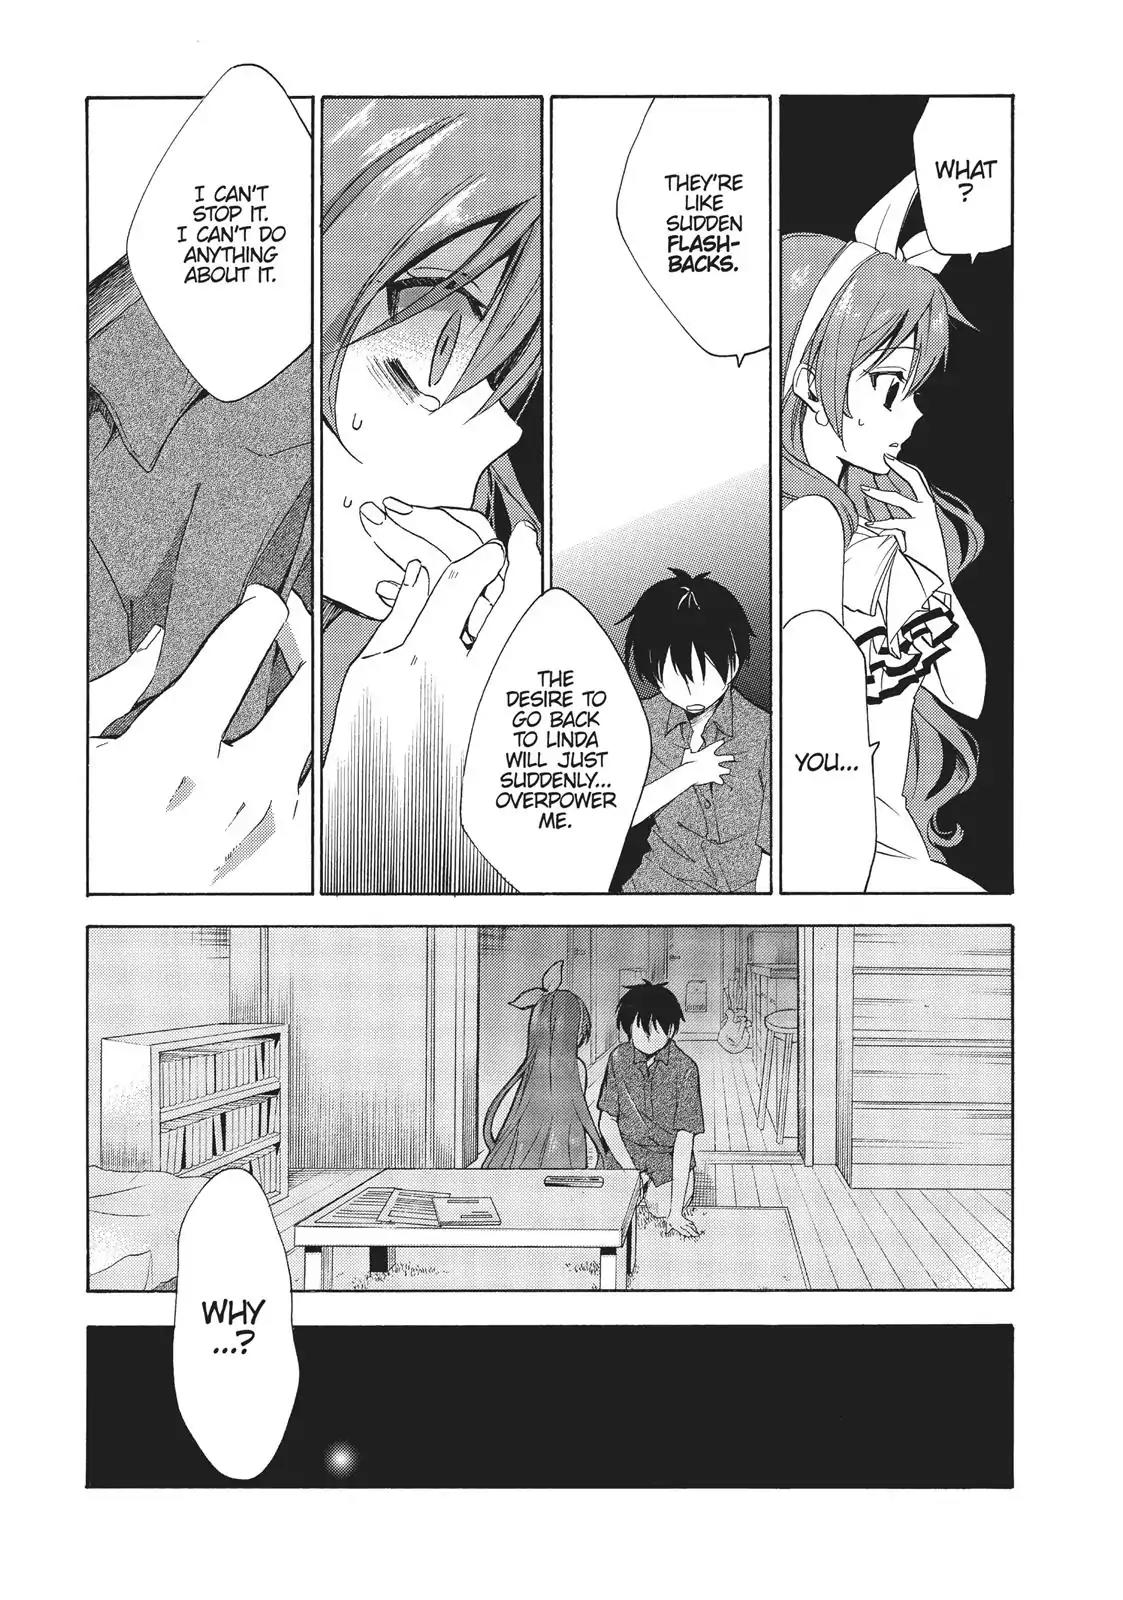 WHAT
?
YOU...
THEY'RE
LIKE
SUDDEN
FLASH-
BACKS.
THE
DESIRE TO
GO BACK
TO LINDA
WILL JUST
SUDDENLY...
OVERPOWER
ME.
I CAN'T
STOP IT.
I CAN'T DO
ANYTHING
ABOUT IT.
WHY
...?